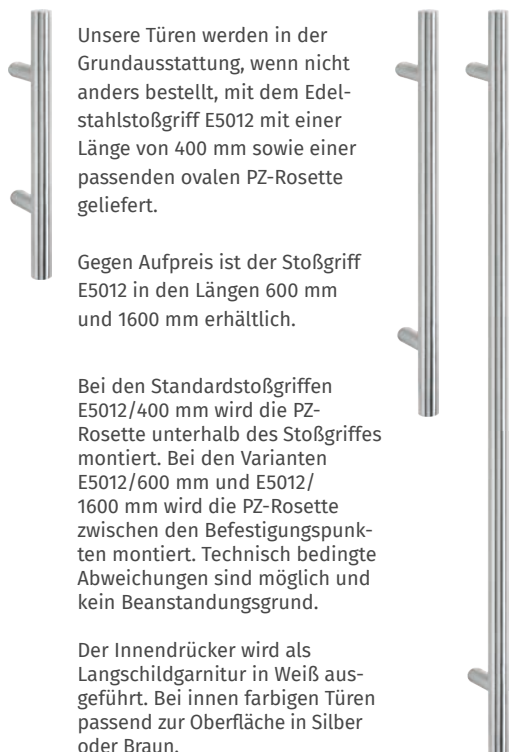 Unsere Türen werden in der
Grundausstattung, wenn nicht
anders bestellt, mit dem Edel-
stahlstoßgriff E5012 mit einer
Länge von 400 mm sowie einer
passenden ovalen PZ-Rosette
geliefert.
Gegen Aufpreis ist der Stoßgriff
E5012 in den Längen 600 mm
und 1600 mm erhältlich.
Bei den Standardstoßgriffen
E5012/400 mm wird die PZ-
Rosette unterhalb des Stoßgriffes
montiert. Bei den Varianten
E5012/600 mm und E5012/
1600 mm wird die PZ-Rosette
zwischen den Befestigungspunk-
ten montiert. Technisch bedingte
Abweichungen sind möglich und
kein Beanstandungsgrund.
Der Innendrücker wird als
Langschildgarnitur in Weiß aus-
geführt. Bei innen farbigen Türen
passend zur Oberfläche in Silber
oder Braun.